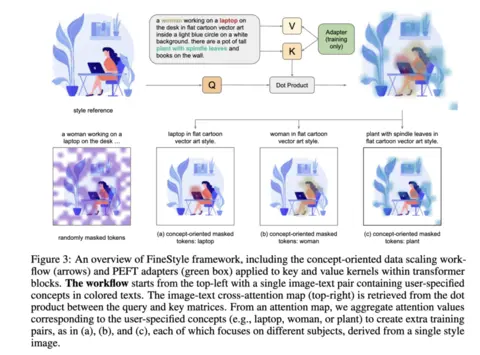 a woman working on a laptop on
the desk in flat cartoon vector art
inside a light blue circle on a white
background. there are a pot of tall
plant with spindle leaves and
books on the wall.
V
K
Adapter
(training
only)
Q
Dot Product
style reference
a woman working on a
laptop on the desk ...
laptop in flat cartoon
vector art style.
woman in flat cartoon
vector art style.
plant with spindle leaves in
flat cartoon vector art style.
randomly masked tokens
(a) concept-oriented masked
tokens: laptop
(b) concept-oriented masked
tokens: woman
(c) concept-oriented masked
tokens: plant
Figure 3: An overview of FineStyle framework, including the concept-oriented data scaling work-
flow (arrows) and PEFT adapters (green box) applied to key and value kernels within transformer
blocks. The workflow starts from the top-left with a single image-text pair containing user-specified
concepts in colored texts. The image-text cross-attention map (top-right) is retrieved from the dot
product between the query and key matrices. From an attention map, we aggregate attention values
corresponding to the user-specified concepts (e.g., laptop, woman, or plant) to create extra training
pairs, as in (a), (b), and (c), each of which focuses on different subjects, derived from a single style
image.